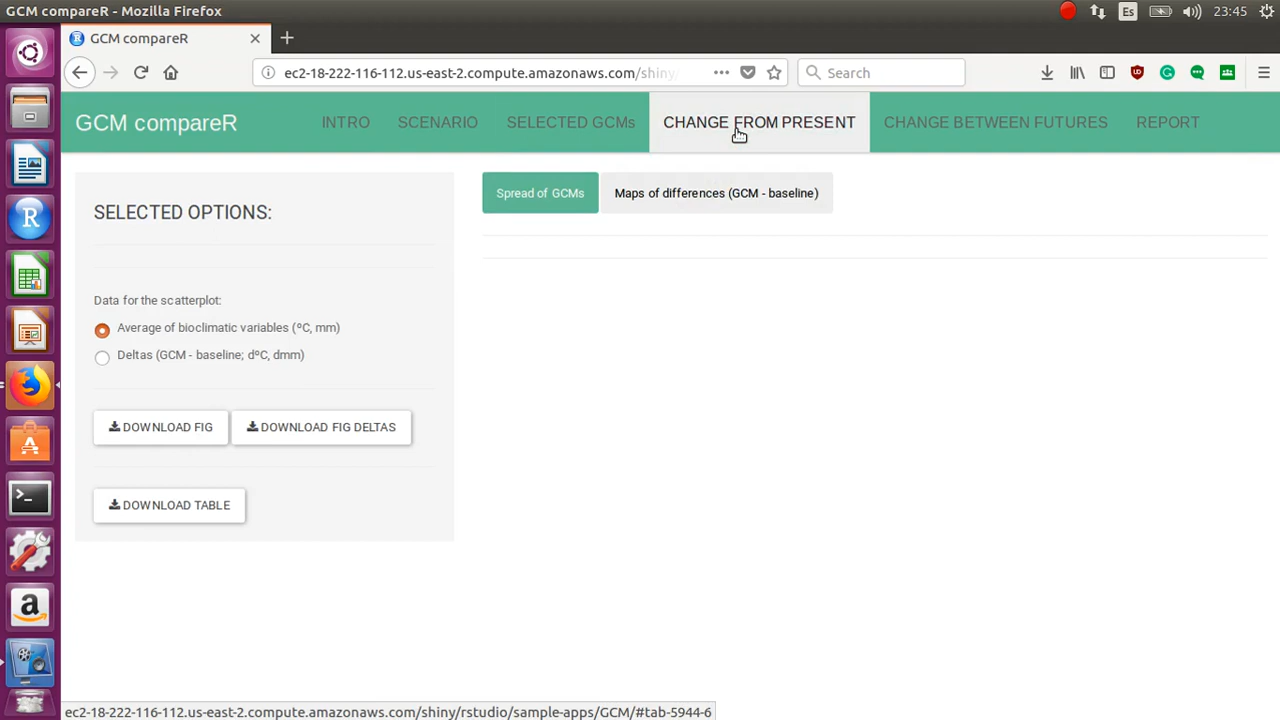 GCM compareR - Mozilla Firefox
Es
23:45
GCM compareR
ec2-18-222-116-112.us-east-2.compute.amazonaws.com/shiny/
Search
GCM compareR
INTRO
SCENARIO
SELECTED GCMs
CHANGE FROM PRESENT
CHANGE BETWEEN FUTURES
REPORT
SELECTED OPTIONS:
Spread of GCMs
Maps of differences (GCM - baseline)
Data for the scatterplot:
Average of bioclimatic variables (ºC, mm)
Deltas (GCM - baseline; dºC, dmm)
DOWNLOAD FIG
DOWNLOAD FIG DELTAS
DOWNLOAD TABLE
ec2-18-222-116-112.us-east-2.compute.amazonaws.com/shiny/rstudio/sample-apps/GCM/#tab-5944-6